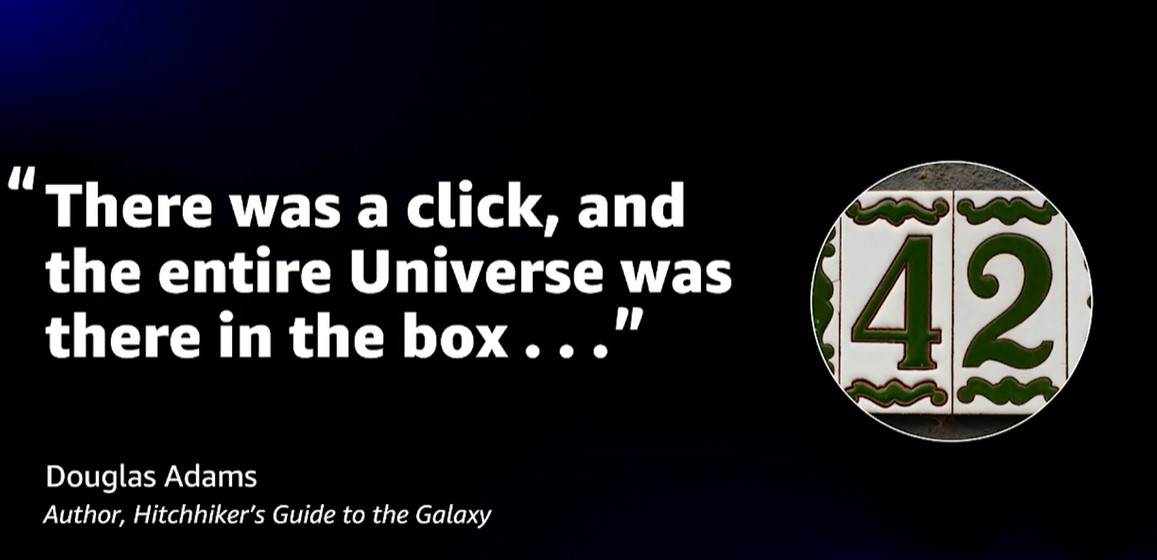 “There was a click, and
the entire Universe was
there in the box . . .”
42
Douglas Adams
Author, Hitchhiker’s Guide to the Galaxy